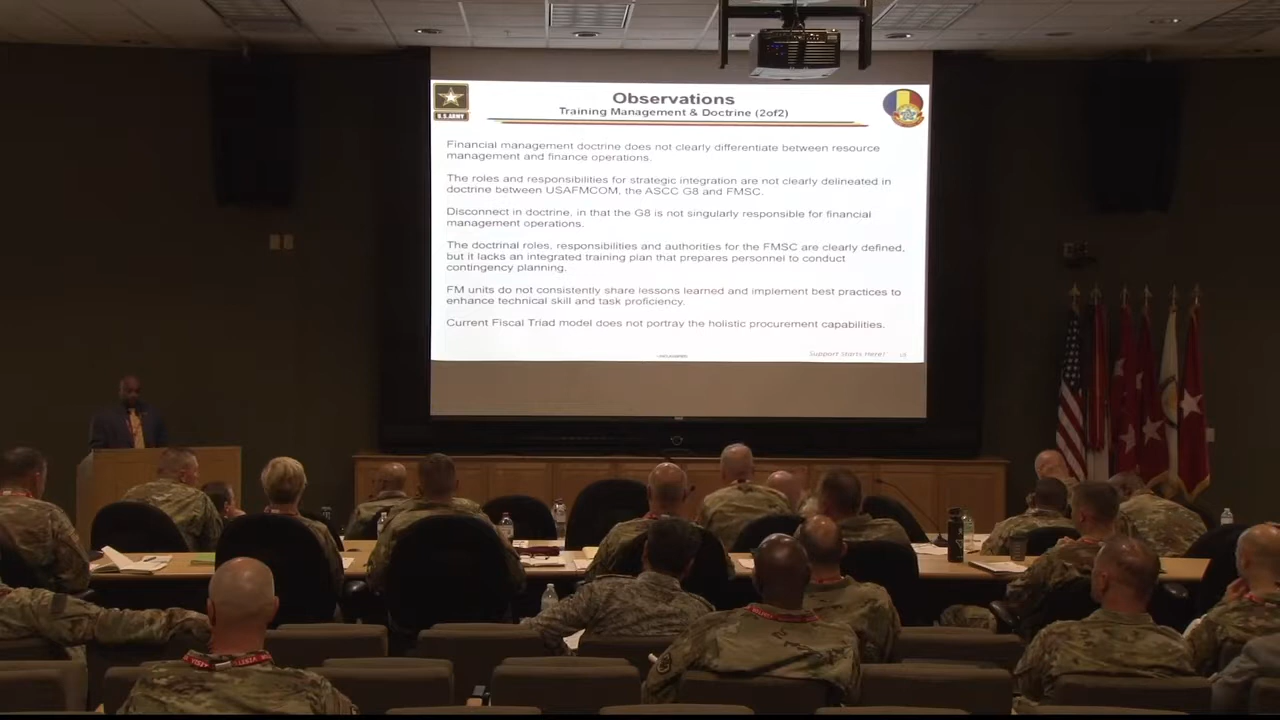 Observations
Training Management & Doctrine (2of2)
U.S.ARMY
Financial management doctrine does not clearly differentiate between resource
management and finance operations.
The roles and responsibilities for strategic integration are not clearly delineated in
doctrine between USAFMCOM, the ASCC G8 and FMSC.
Disconnect in doctrine, in that the G8 is not singularly responsible for financial
management operations.
The doctrinal roles, responsibilities and authorities for the FMSC are clearly defined,
but it lacks an integrated training plan that prepares personnel to conduct
contingency planning.
FM units do not consistently share lessons learned and implement best practices to
enhance technical skill and task proficiency.
Current Fiscal Triad model does not portray the holistic procurement capabilities.
UNCLASSIFIED
Support Starts Here!